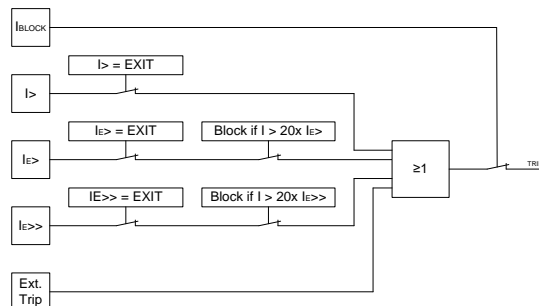 IBLOCK
I> = EXIT
I>
IE> = EXIT
Block if I > 20x IE>
IE>
≥1
IE>> = EXIT
Block if I > 20x IE>>
IE>>
Ext.
Trip